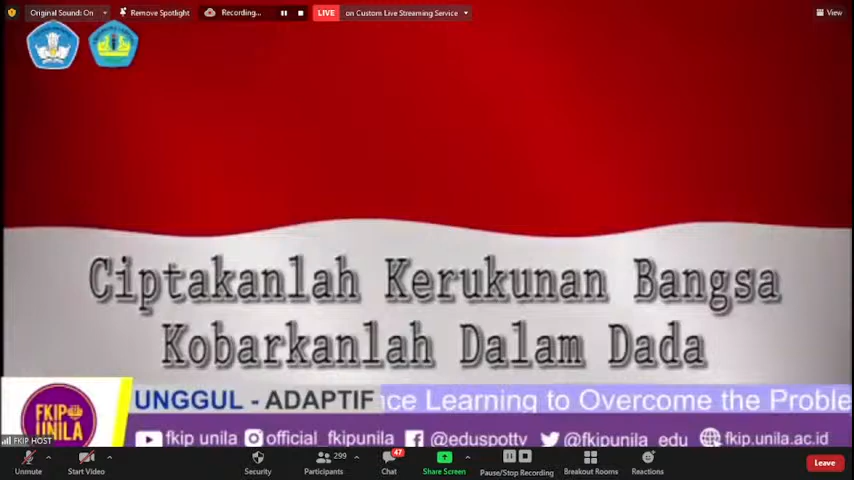 Original Sound: On
Remove Spotlight
Recording...
LIVE
on Custom Live Streaming Service
View
Ciptakanlah Kerukunan Bangsa
Kobarkanlah Dalam Dada
FKIP
UNILA
UNGGUL - ADAPTIF
ce Learning to Overcome the Proble
fkip unila
official_fkipunila
@eduspotty
@fkipunila_edu
fkip.unila.ac.id
FKIP HOST
Unmute
Start Video
Security
Participants
299
Chat
47
Share Screen
Pause/Stop Recording
Breakout Rooms
Reactions
Leave